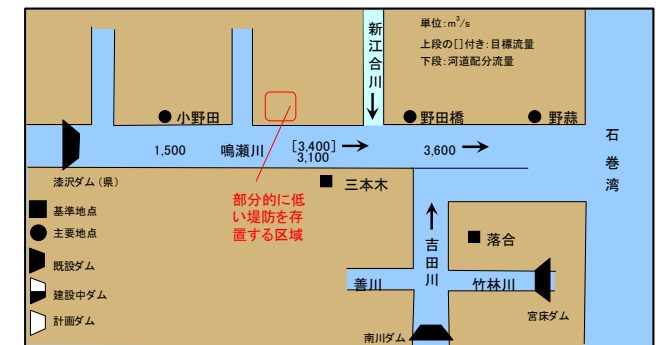 単位:m³/s
上段の[]付き:目標流量
下段:河道配分流量
新江合川
小野田
野田橋
野蒜
石巻湾
1,500
鳴瀬川
[3,400]
3,100
3,600
漆沢ダム(県)
三本木
部分的に低
い堤防を存
置する区域
基準地点
主要地点
既設ダム
建設中ダム
計画ダム
吉田川
落合
善川
竹林川
宮床ダム
南川ダム